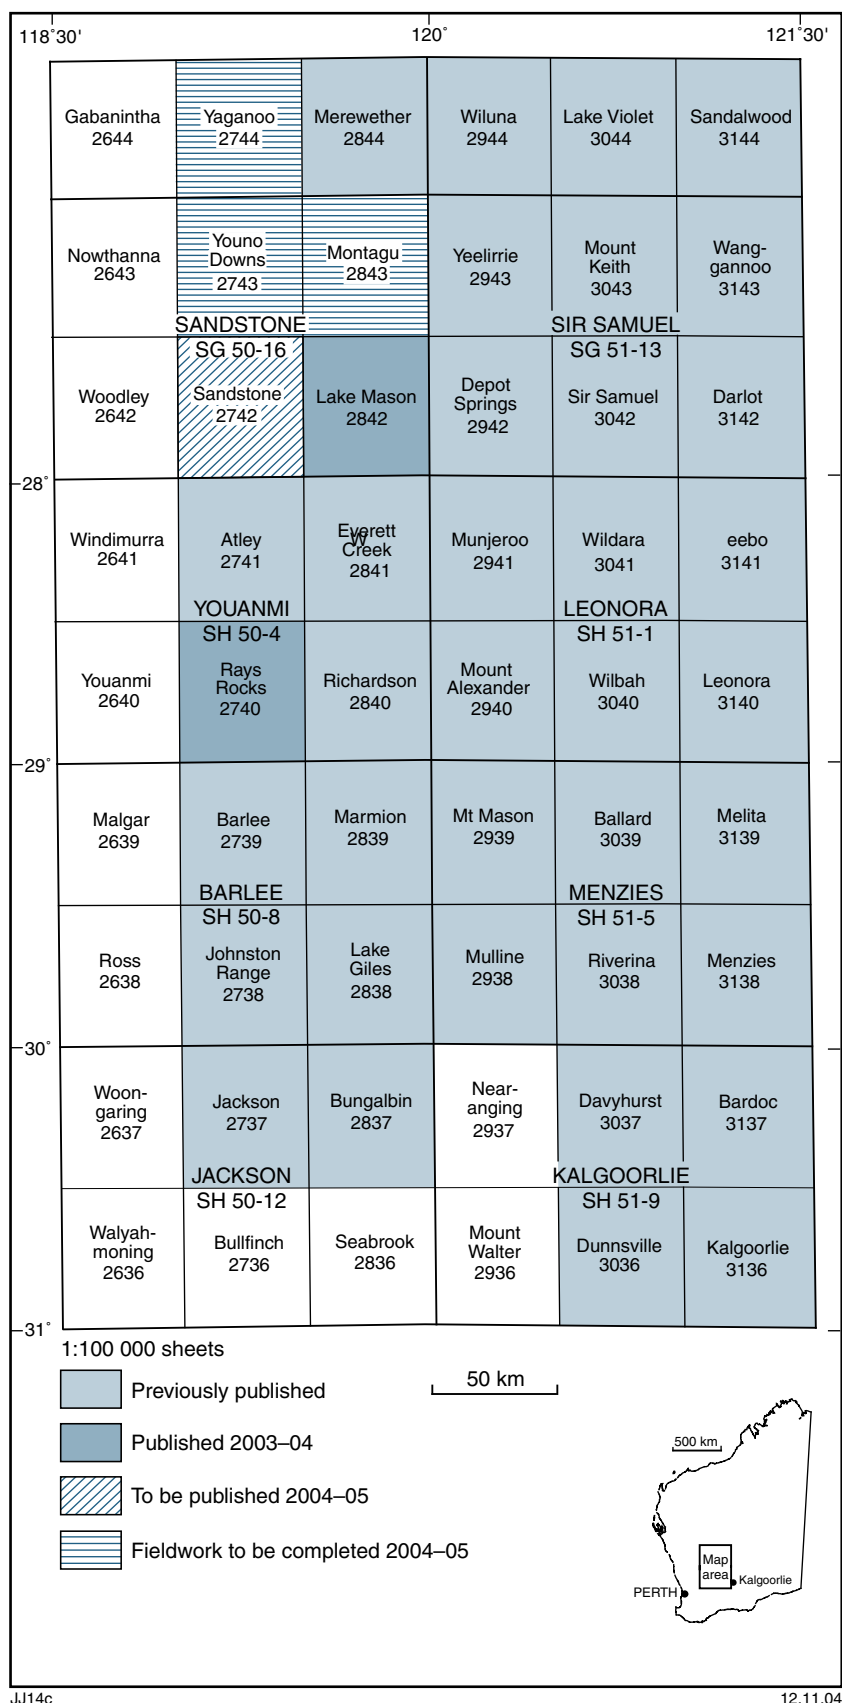 118°30'
120°
121°30'
Gabanintha
2644
Yaganoo
2744
Merewether
2844
Wiluna
2944
Lake Violet
3044
Sandalwood
3144
Nowthanna
2643
Youno
Downs
2743
Montagu
2843
Yeelirrie
2943
Mount
Keith
3043
Wang-
gannoo
3143
SANDSTONE
SG 50-16
SIR SAMUEL
SG 51-13
Woodley
2642
Sandstone
2742
Lake Mason
2842
Depot
Springs
2942
Sir Samuel
3042
Darlot
3142
28°
Windimurra
2641
Atley
2741
Everett
W
Creek
2841
Munjeroo
2941
Wildara
3041
eebo
3141
YOUANMI
SH 50-4
LEONORA
SH 51-1
Youanmi
2640
Rays
Rocks
2740
Richardson
2840
Mount
Alexander
2940
Wilbah
3040
Leonora
3140
29°
Malgar
2639
Barlee
2739
Marmion
2839
Mt Mason
2939
Ballard
3039
Melita
3139
BARLEE
SH 50-8
MENZIES
SH 51-5
Ross
2638
Johnston
Range
2738
Lake
Giles
2838
Mulline
2938
Riverina
3038
Menzies
3138
30°
Woon-
garing
2637
Jackson
2737
Bungalbin
2837
Near-
anging
2937
Davyhurst
3037
Bardoc
3137
JACKSON
SH 50-12
KALGOORLIE
SH 51-9
Walyah-
moning
2636
Bullfinch
2736
Seabrook
2836
Mount
Walter
2936
Dunnsville
3036
Kalgoorlie
3136
31°
1:100 000 sheets
Previously published
Published 2003–04
To be published 2004–05
Fieldwork to be completed 2004–05
50 km
500 km
Map
area
Kalgoorlie
PERTH
JJ14c
12.11.04